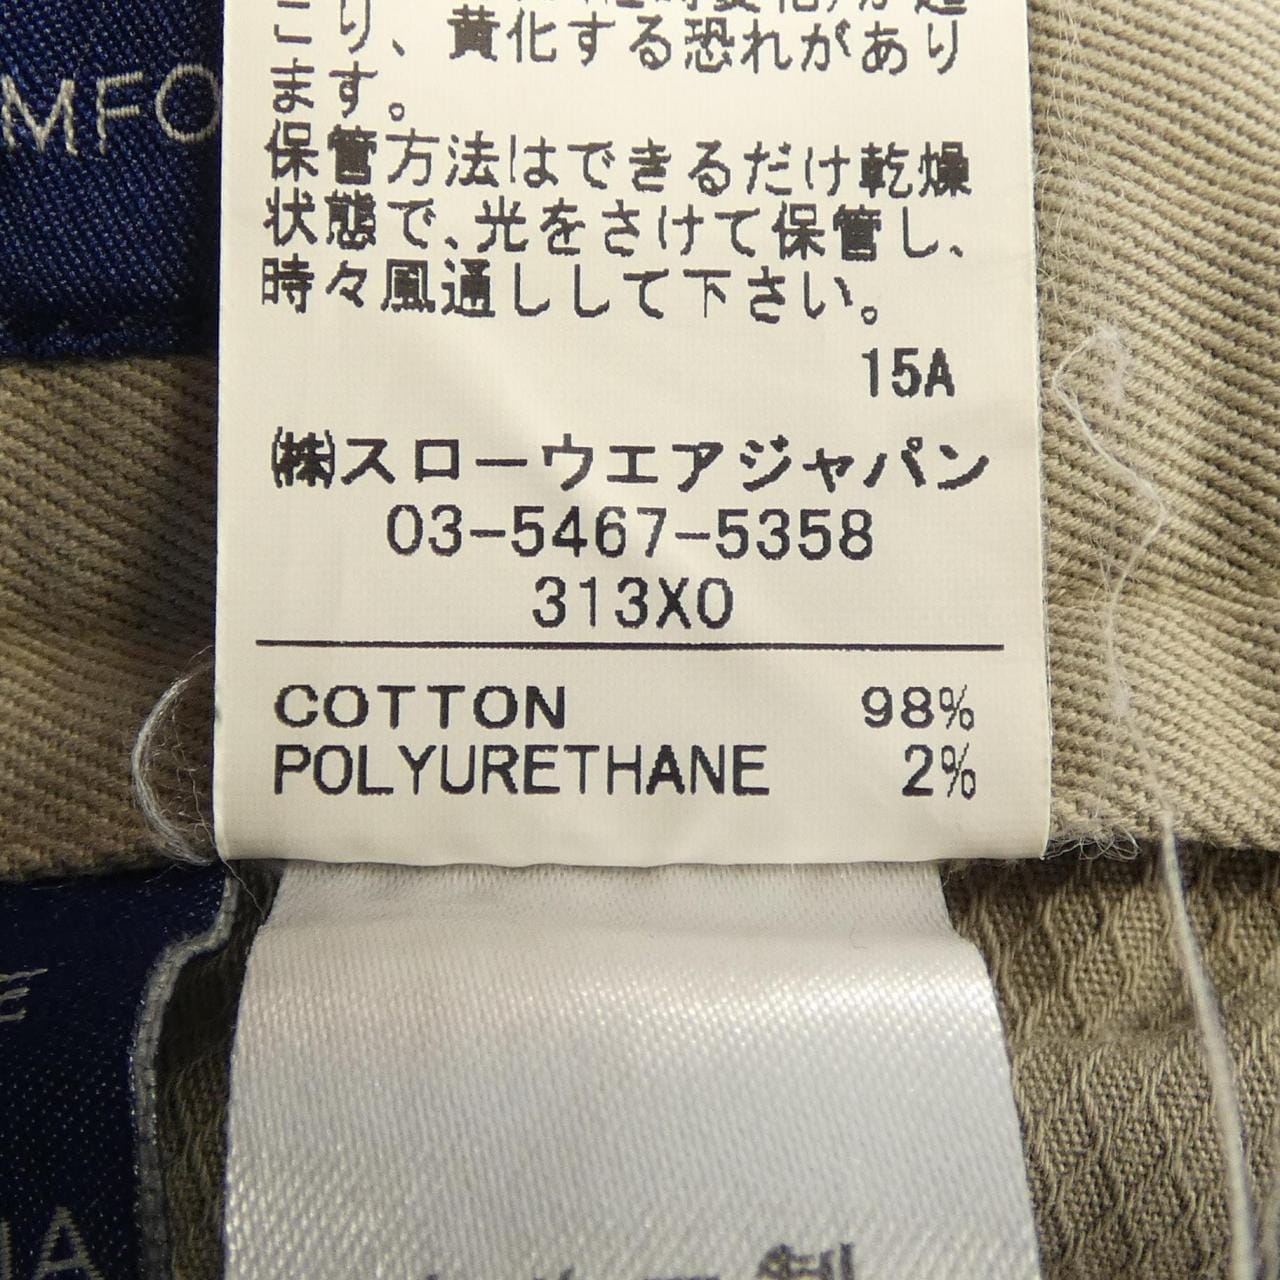 MFO
こり、黄化する恐れがあり
ます。
保管方法はできるだけ乾燥
状態で、光をさけて保管し、
時々風通しして下さい。
15A
㈱スローウエアジャパン
03-5467-5358
313X0
COTTON 98%
POLYURETHANE 2%